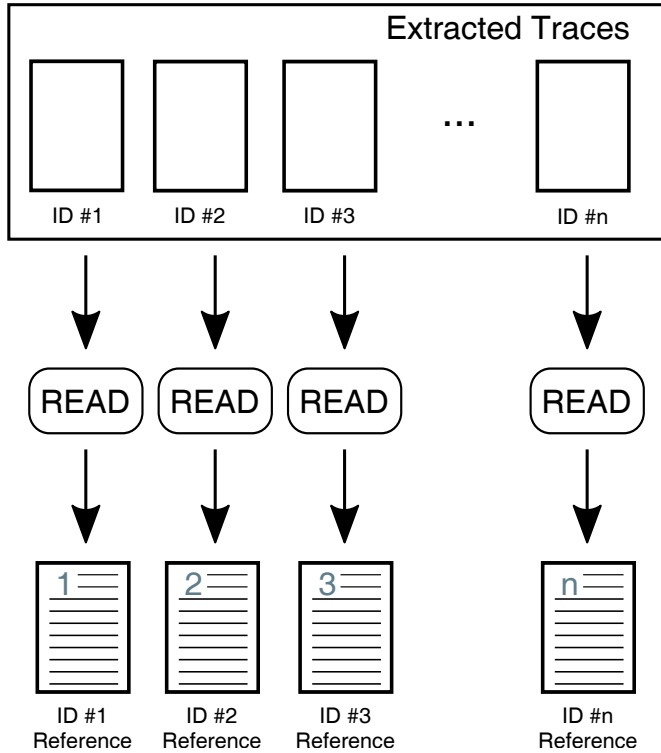 Extracted Traces
...
ID #1 ID #2 ID #3 ID #n
READ READ READ READ
1 2 3 n
ID #1 ID #2 ID #3 ID #n
Reference Reference Reference Reference